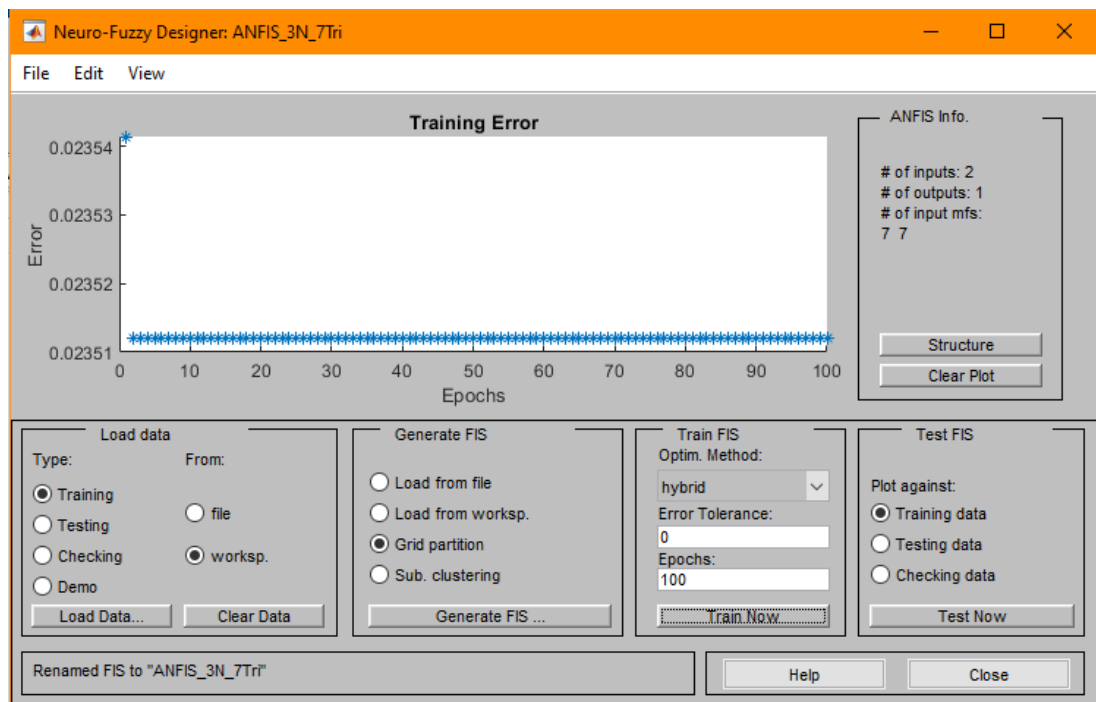 Neuro-Fuzzy Designer: ANFIS_3N_7Tri
File Edit View
Training Error
0.02354
0.02353
0.02352
0.02351
Error
0 10 20 30 40 50 60 70 80 90 100
Epochs
ANFIS Info.
# of inputs: 2
# of outputs: 1
# of input mfs:
7 7
Structure
Clear Plot
Load data
Type: From:
Training
Testing
Checking
Demo
file
worksp.
Load Data... Clear Data
Generate FIS
Load from file
Load from worksp.
Grid partition
Sub. clustering
Generate FIS ...
Train FIS
Optim. Method:
hybrid
Error Tolerance:
0
Epochs:
100
Train Now
Test FIS
Plot against:
Training data
Testing data
Checking data
Test Now
Renamed FIS to "ANFIS_3N_7Tri"
Help Close